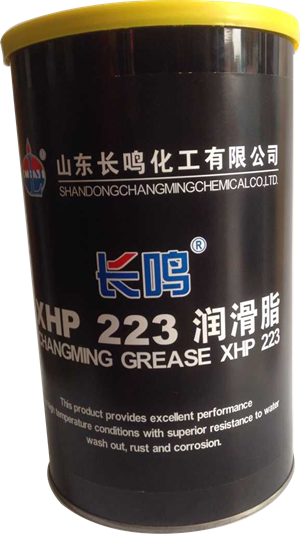 山东长鸣化工有限公司
SHANDONGCHANGMINGCHEMICALCO.,LTD.
长鸣®
XHP 223 润滑脂
CHANGMING GREASE XHP 223
This product provides excellent performance
high temperature conditions with superior resistance to water
wash out, rust and corrosion.